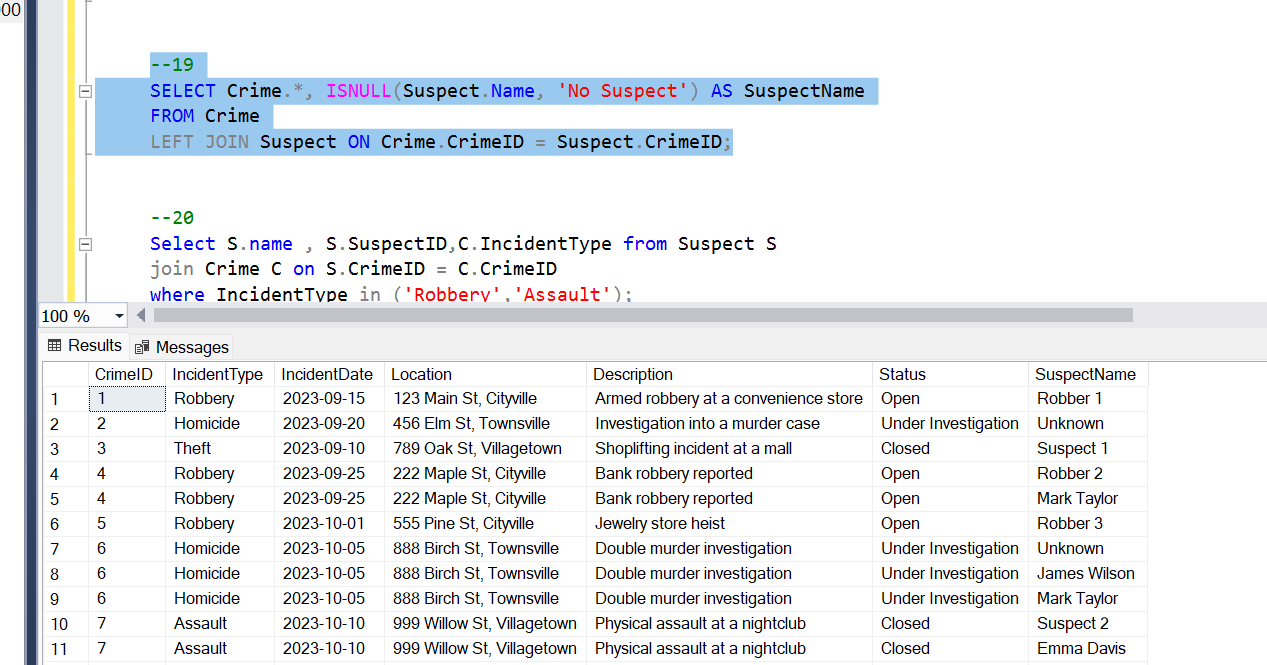 00
--19
SELECT Crime.*, ISNULL(Suspect.Name, 'No Suspect') AS SuspectName
FROM Crime
LEFT JOIN Suspect ON Crime.CrimeID = Suspect.CrimeID;
--20
Select S.name , S.SuspectID,C.IncidentType from Suspect S
join Crime C on S.CrimeID = C.CrimeID
where IncidentType in ('Robbery','Assault');
100 %
Results Messages
CrimeID IncidentType IncidentDate Location Description Status SuspectName
1 1 Robbery 2023-09-15 123 Main St, Cityville Armed robbery at a convenience store Open Robber 1
2 2 Homicide 2023-09-20 456 Elm St, Townsville Investigation into a murder case Under Investigation Unknown
3 3 Theft 2023-09-10 789 Oak St, Villagetown Shoplifting incident at a mall Closed Suspect 1
4 4 Robbery 2023-09-25 222 Maple St, Cityville Bank robbery reported Open Robber 2
5 4 Robbery 2023-09-25 222 Maple St, Cityville Bank robbery reported Open Mark Taylor
6 5 Robbery 2023-10-01 555 Pine St, Cityville Jewelry store heist Open Robber 3
7 6 Homicide 2023-10-05 888 Birch St, Townsville Double murder investigation Under Investigation Unknown
8 6 Homicide 2023-10-05 888 Birch St, Townsville Double murder investigation Under Investigation James Wilson
9 6 Homicide 2023-10-05 888 Birch St, Townsville Double murder investigation Under Investigation Mark Taylor
10 7 Assault 2023-10-10 999 Willow St, Villagetown Physical assault at a nightclub Closed Suspect 2
11 7 Assault 2023-10-10 999 Willow St, Villagetown Physical assault at a nightclub Closed Emma Davis